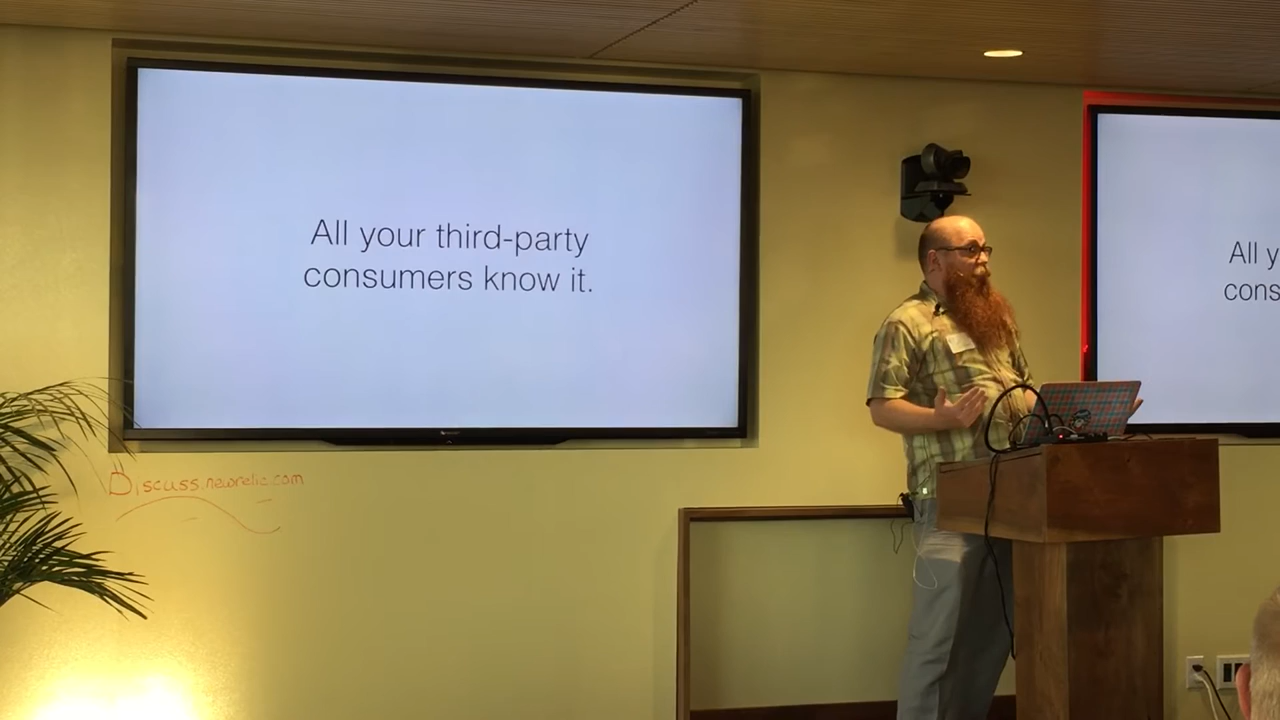 All your third-party
consumers know it.
All y
cons
Discuss.newrelic.com